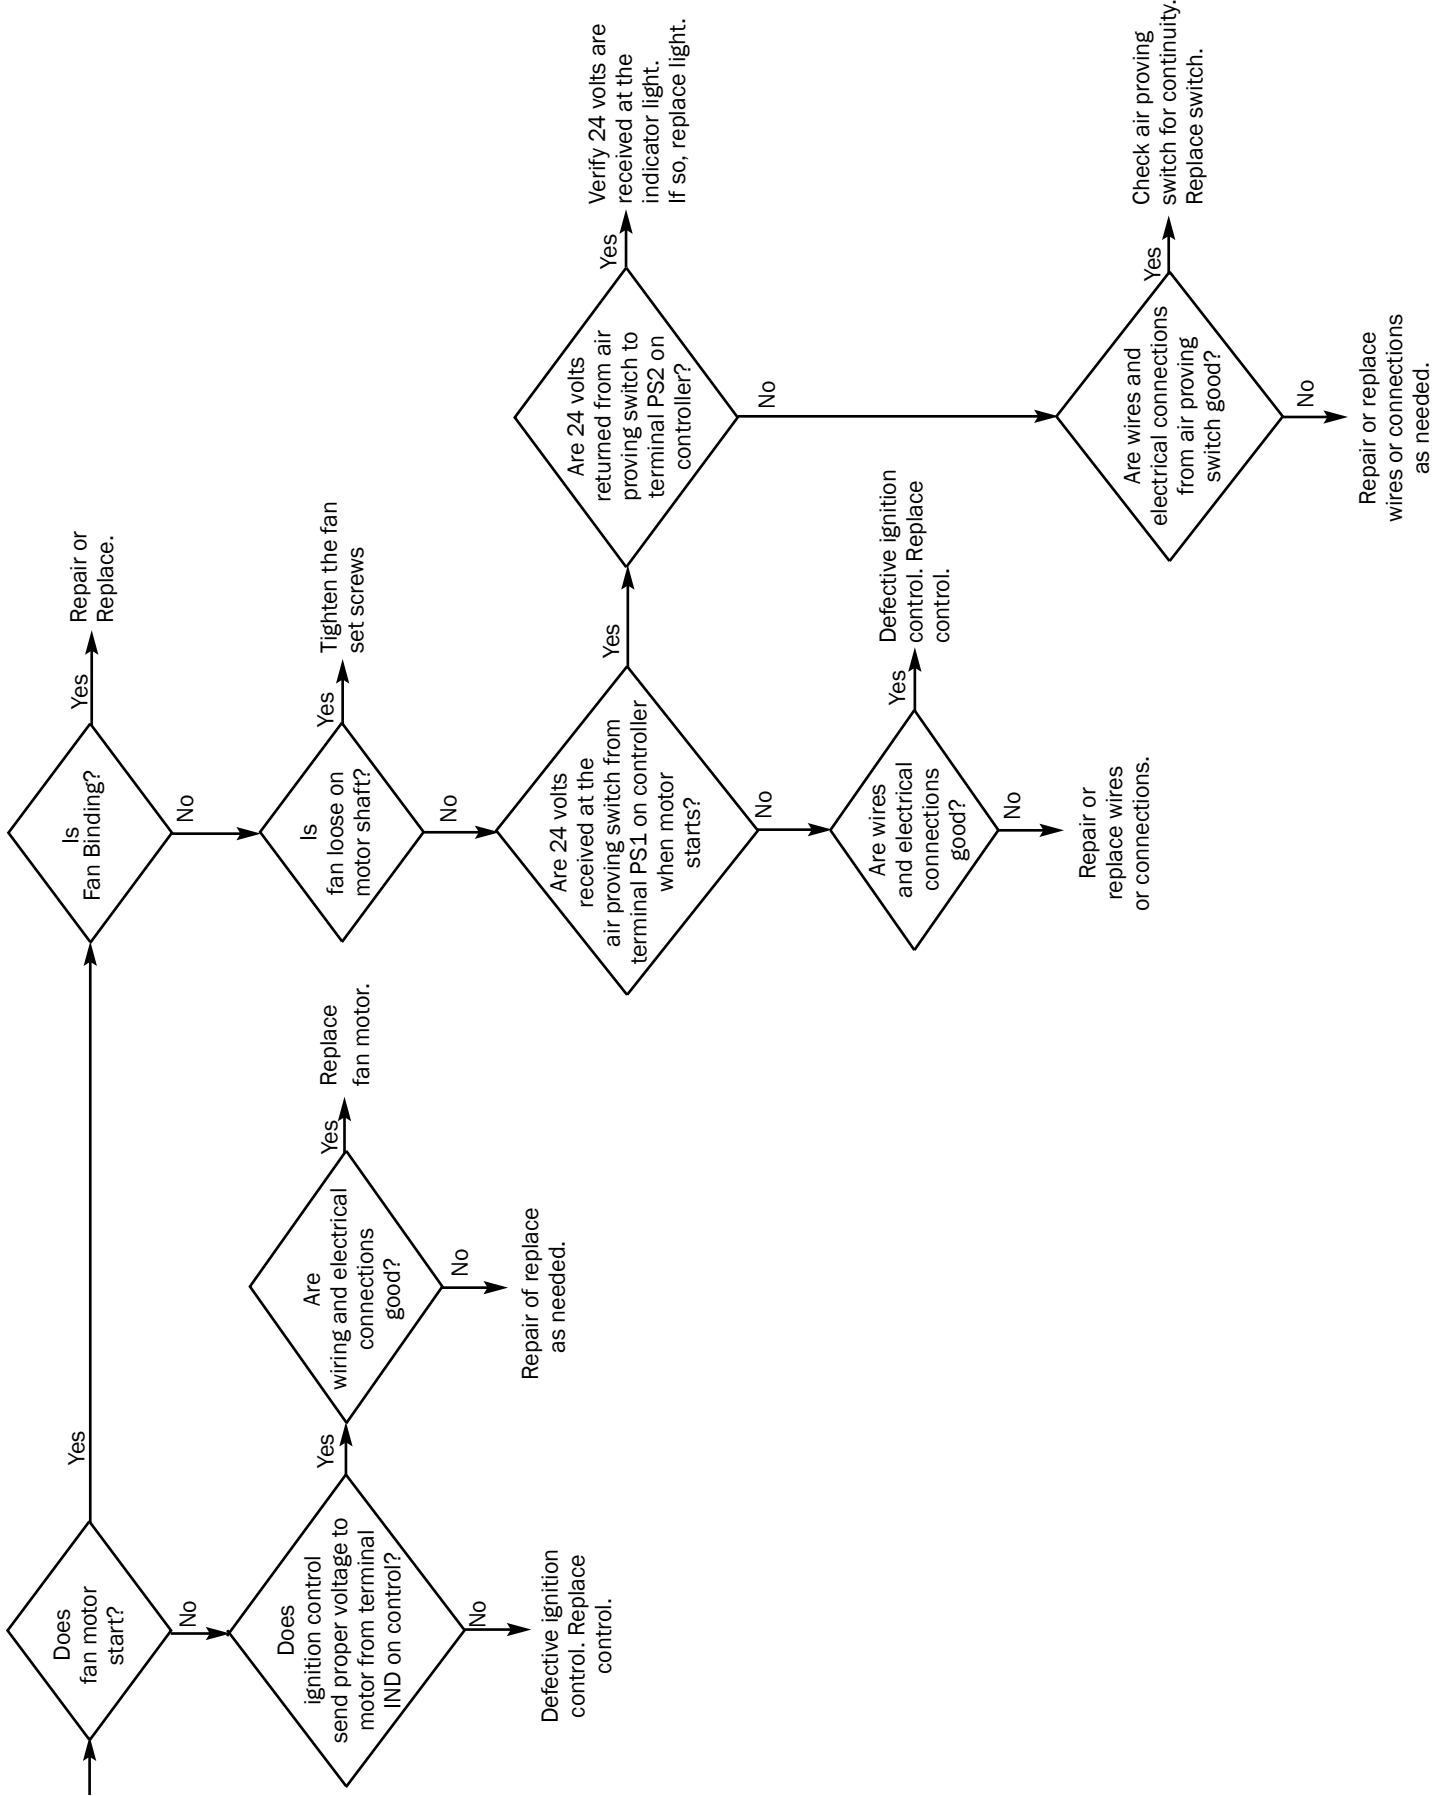 Does
fan motor
start?
Yes
No
Does
ignition control
send proper voltage to
motor from terminal
IND on control?
Yes
No
Defective ignition
control. Replace
control.
Are
wiring and electrical
connections
good?
Yes
Replace
fan motor.
No
Repair of replace
as needed.
Is
Fan Binding?
Yes
Repair or
Replace.
No
Is
fan loose on
motor shaft?
Yes
Tighten the fan
set screws
No
Are 24 volts
received at the
air proving switch from
terminal PS1 on controller
when motor
starts?
Yes
No
Are wires
and electrical
connections
good?
Yes
Defective ignition
control. Replace
control.
No
Repair or
replace wires
or connections.
Are 24 volts
returned from air
proving switch to
terminal PS2 on
controller?
Yes
Verify 24 volts are
received at the
indicator light.
If so, replace light.
No
Are wires and
electrical connections
from air proving
switch good?
Yes
Check air proving
switch for continuity.
Replace switch.
No
Repair or replace
wires or connections
as needed.